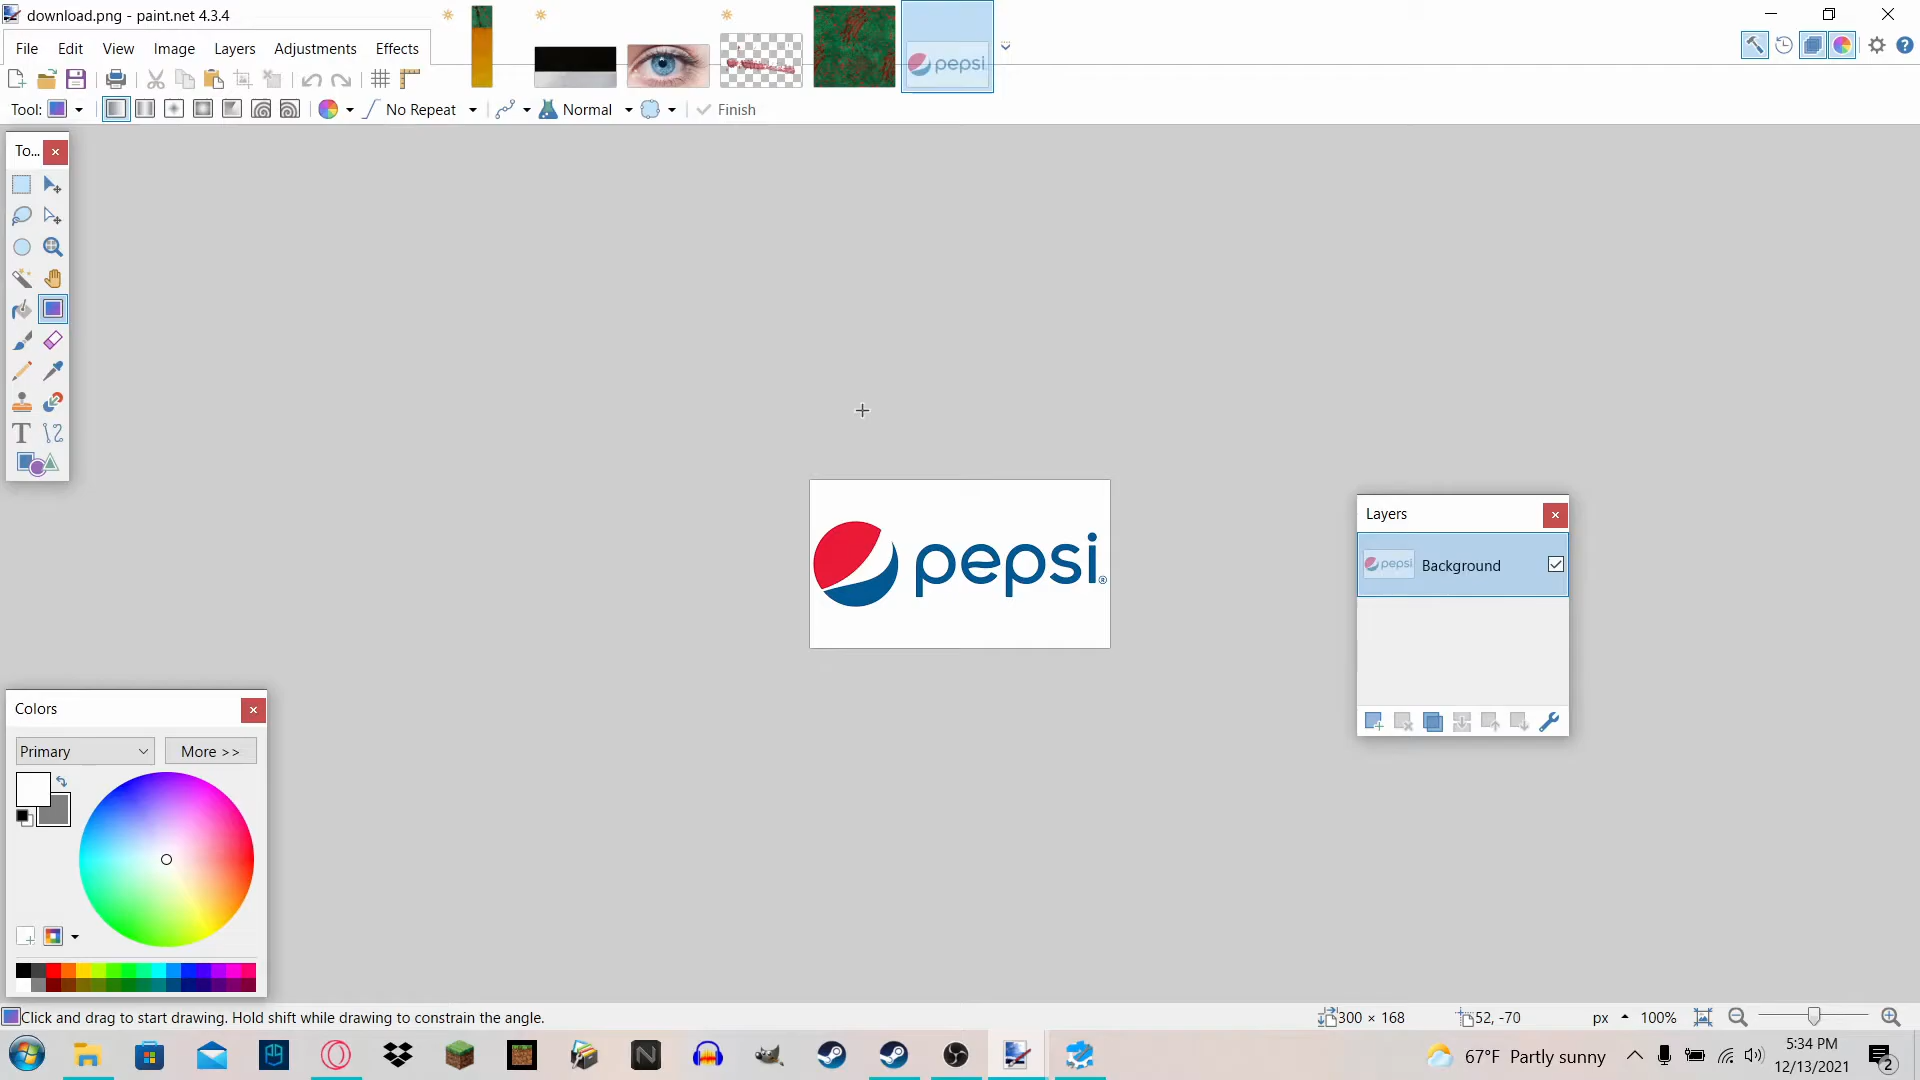 download.png - paint.net 4.3.4
File Edit View Image Layers Adjustments Effects
pepsi
Tool: No Repeat Normal Finish
To...
pepsi®
Layers
pepsi Background
Colors
Primary More >>
Click and drag to start drawing. Hold shift while drawing to constrain the angle.
300 × 168 52, -70 px 100%
67°F Partly sunny
5:34 PM
12/13/2021
2